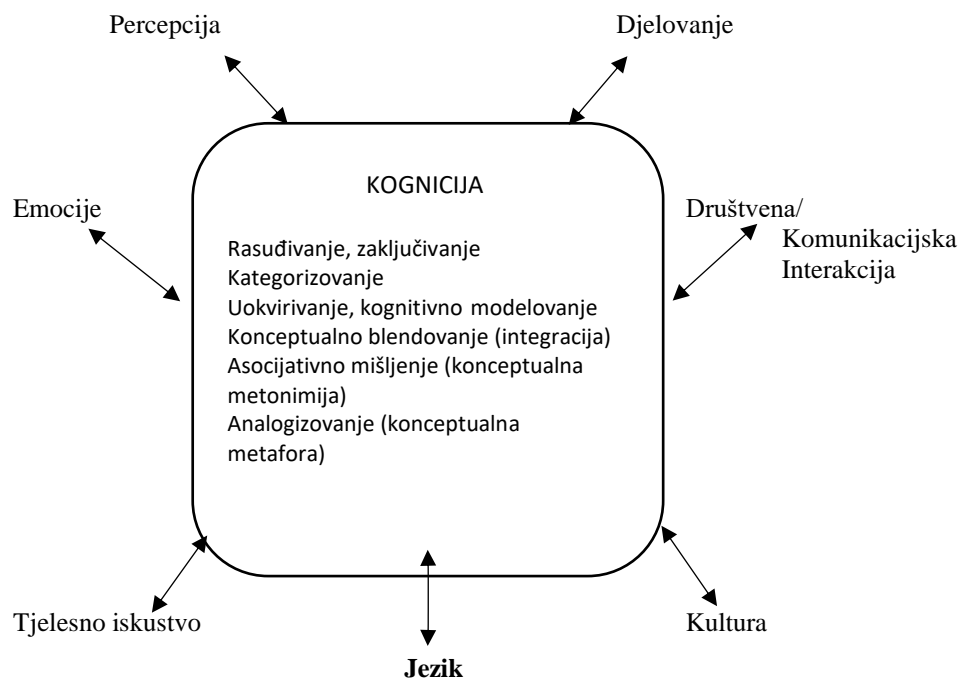 Percepcija
Djelovanje
KOGNICIJA
Emocije
Društvena/
Komunikacijska
Interakcija
Rasuđivanje, zaključivanje
Kategorizovanje
Uokvirivanje, kognitivno modelovanje
Konceptualno blendovanje (integracija)
Asocijativno mišljenje (konceptualna
metonimija)
Analogizovanje (konceptualna
metafora)
Tjelesno iskustvo
Kultura
Jezik